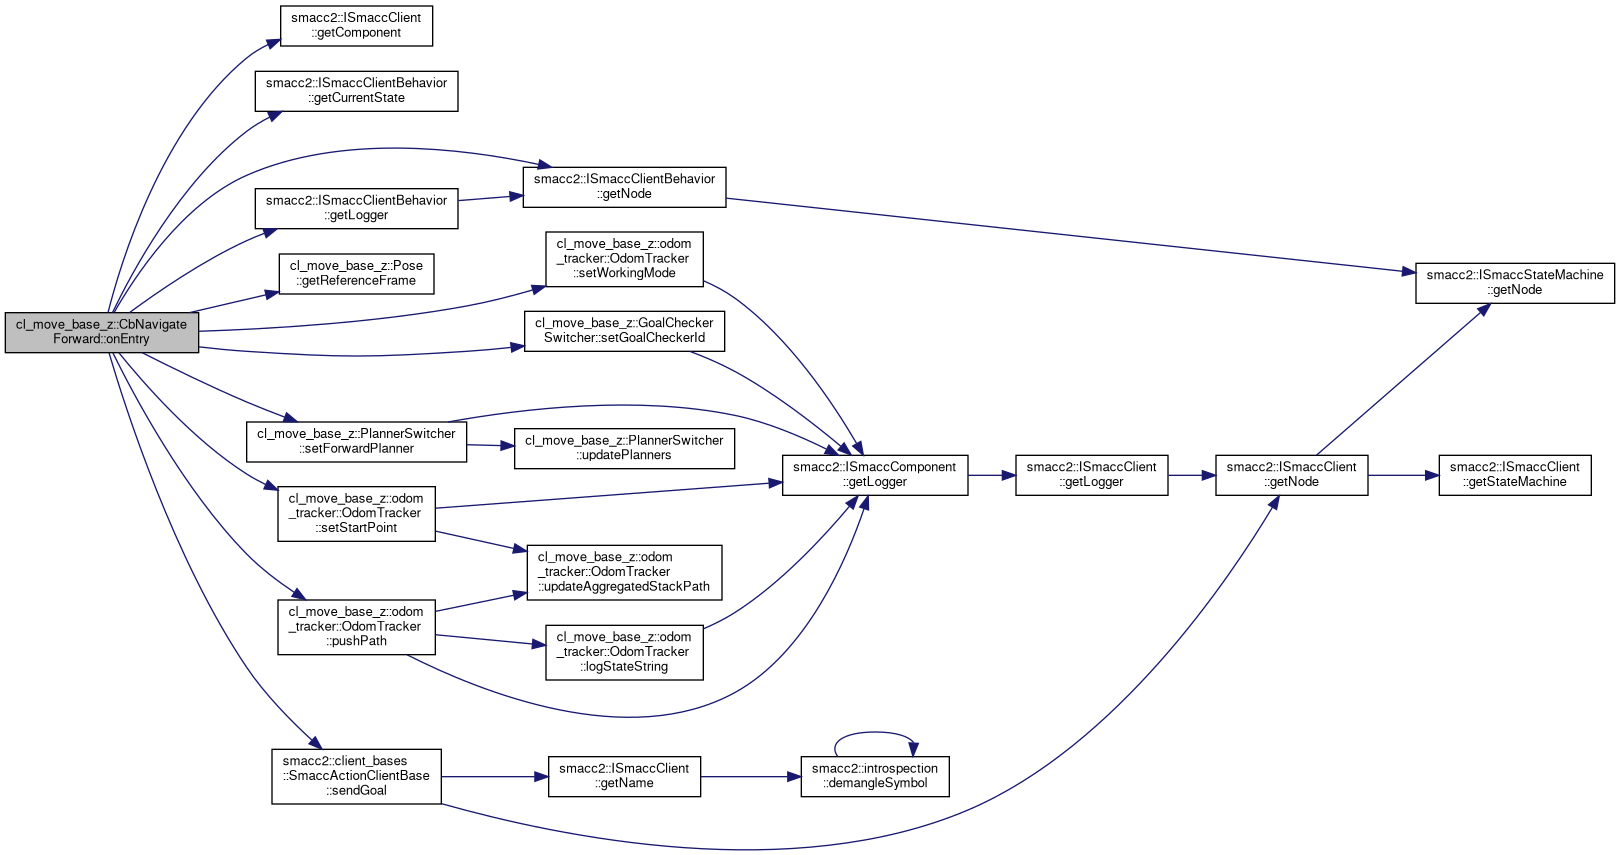 smacc2::ISmaccClient
::getComponent
smacc2::ISmaccClientBehavior
::getCurrentState
smacc2::ISmaccClientBehavior
::getNode
smacc2::ISmaccClientBehavior
::getLogger
cl_move_base_z::odom
_tracker::OdomTracker
::setWorkingMode
cl_move_base_z::Pose
::getReferenceFrame
smacc2::ISmaccStateMachine
::getNode
cl_move_base_z::CbNavigate
Forward::onEntry
cl_move_base_z::GoalChecker
Switcher::setGoalCheckerId
cl_move_base_z::PlannerSwitcher
::setForwardPlanner
cl_move_base_z::PlannerSwitcher
::updatePlanners
smacc2::ISmaccComponent
::getLogger
smacc2::ISmaccClient
::getLogger
smacc2::ISmaccClient
::getNode
smacc2::ISmaccClient
::getStateMachine
cl_move_base_z::odom
_tracker::OdomTracker
::setStartPoint
cl_move_base_z::odom
_tracker::OdomTracker
::updateAggregatedStackPath
cl_move_base_z::odom
_tracker::OdomTracker
::pushPath
cl_move_base_z::odom
_tracker::OdomTracker
::logStateString
smacc2::client_bases
::SmaccActionClientBase
::sendGoal
smacc2::ISmaccClient
::getName
smacc2::introspection
::demangleSymbol